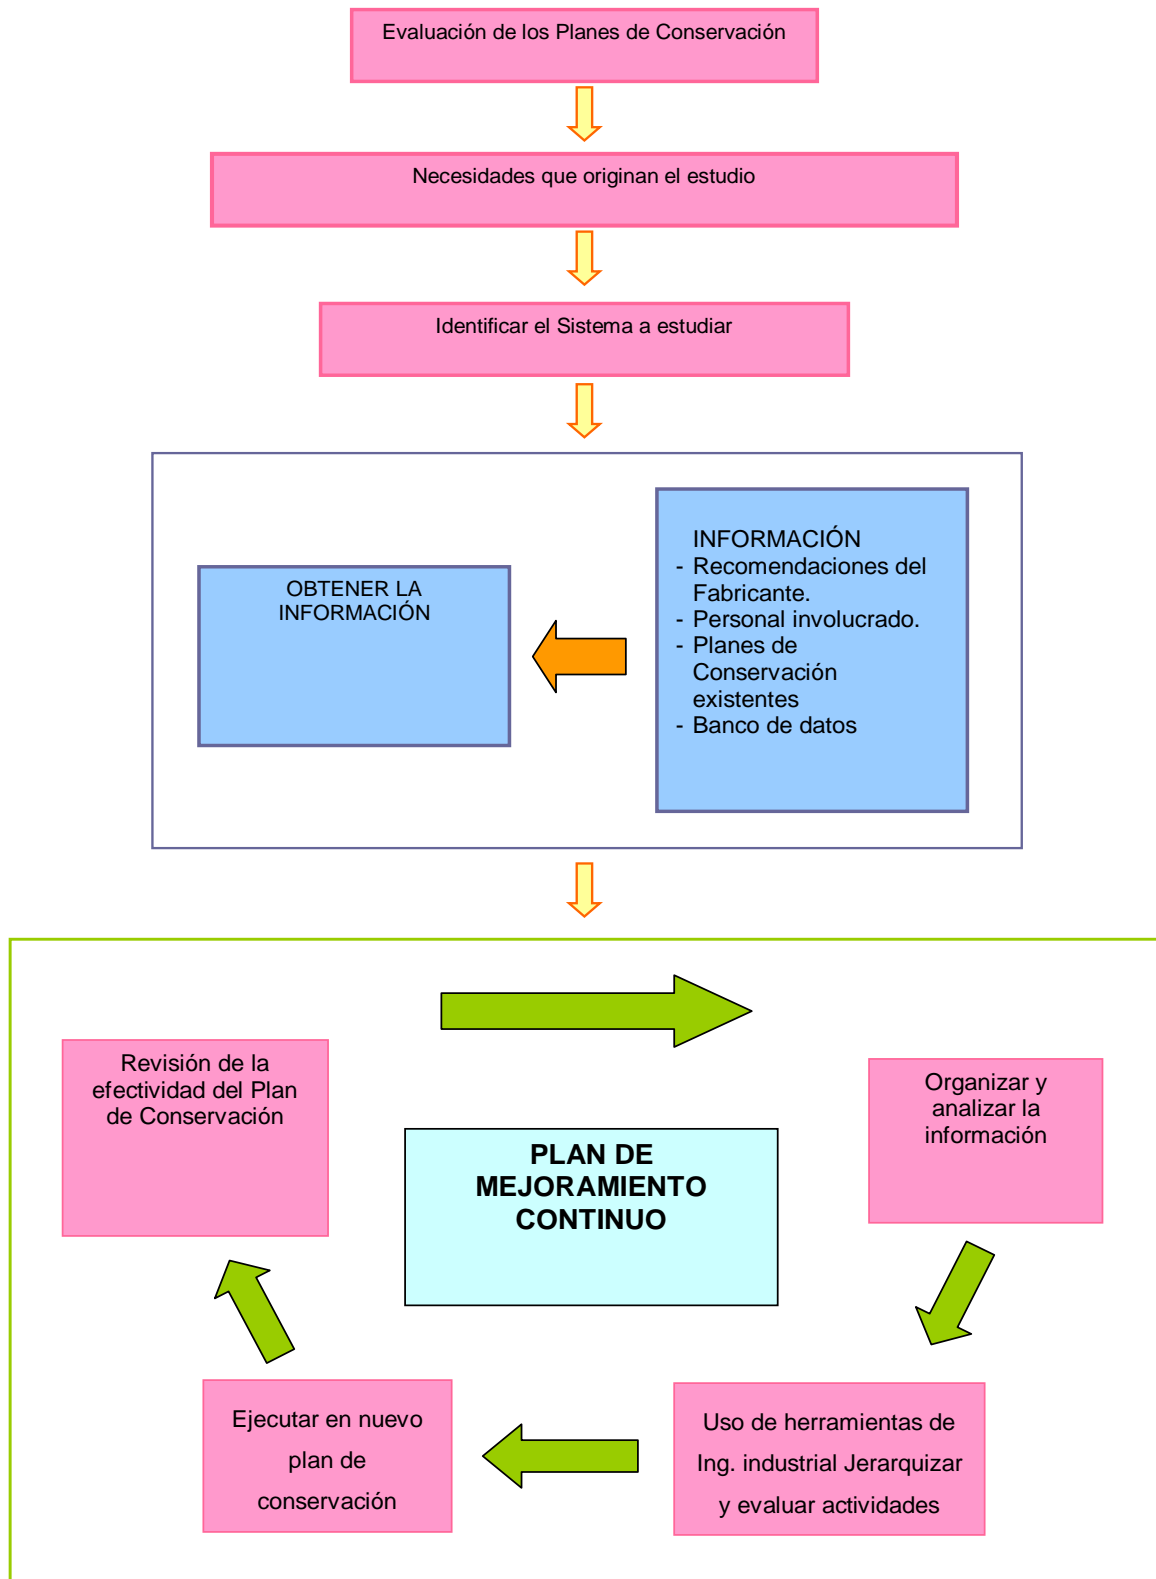 Evaluación de los Planes de Conservación
Necesidades que originan el estudio
Identificar el Sistema a estudiar
OBTENER LA
INFORMACIÓN
INFORMACIÓN
- Recomendaciones del
Fabricante.
- Personal involucrado.
- Planes de
Conservación
existentes
- Banco de datos
Revisión de la
efectividad del Plan
de Conservación
Organizar y
analizar la
información
PLAN DE
MEJORAMIENTO
CONTINUO
Ejecutar en nuevo
plan de
conservación
Uso de herramientas de
Ing. industrial Jerarquizar
y evaluar actividades